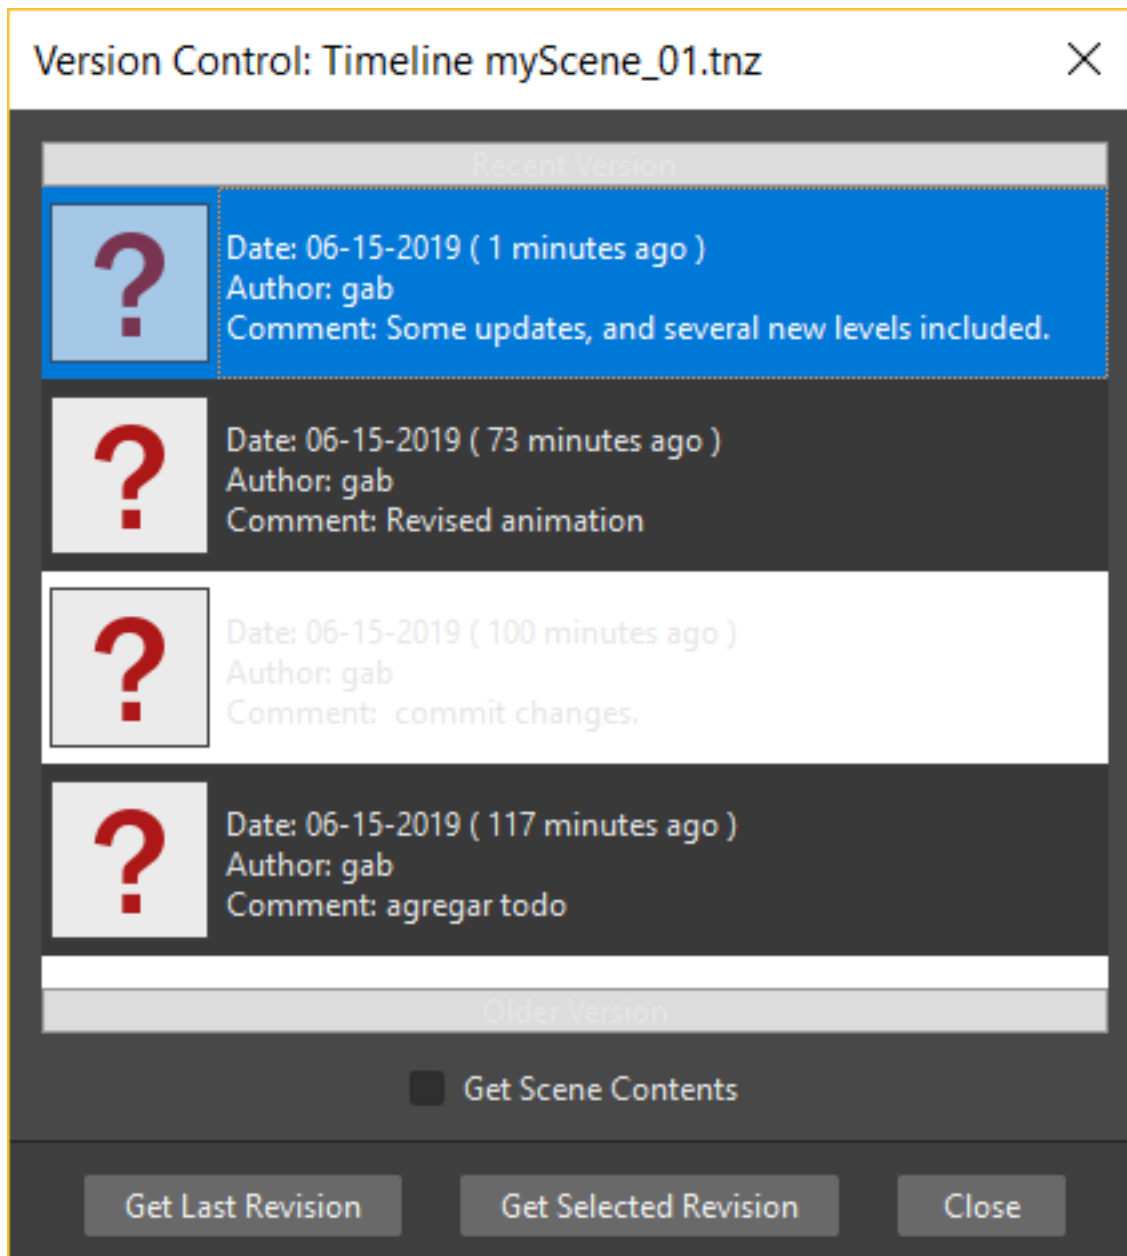 Version Control: Timeline myScene_01.tnz
Recent Version
Date: 06-15-2019 ( 1 minutes ago )
Author: gab
Comment: Some updates, and several new levels included.
Date: 06-15-2019 ( 73 minutes ago )
Author: gab
Comment: Revised animation
Date: 06-15-2019 ( 100 minutes ago )
Author: gab
Comment:  commit changes.
Date: 06-15-2019 ( 117 minutes ago )
Author: gab
Comment: agregar todo
Older Version
Get Scene Contents
Get Last Revision
Get Selected Revision
Close